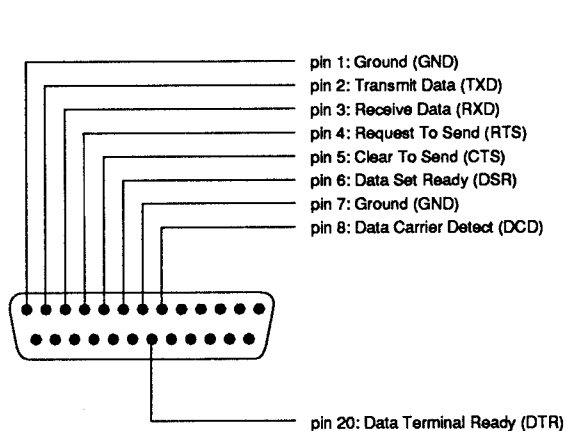 pin 1: Ground (GND)
pin 2: Transmit Data (TXD)
pin 3: Receive Data (RXD)
pin 4: Request To Send (RTS)
pin 5: Clear To Send (CTS)
pin 6: Data Set Ready (DSR)
pin 7: Ground (GND)
pin 8: Data Carrier Detect (DCD)
pin 20: Data Terminal Ready (DTR)